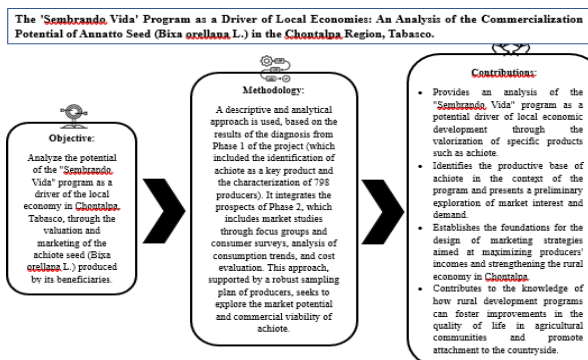 The 'Sembrando Vida' Program as a Driver of Local Economies: An Analysis of the Commercialization
Potential of Annatto Seed (Bixa orellana L.) in the Chontalpa Region, Tabasco.
Objective:
Analyze the potential
of the "Sembrando
Vida" program as a
driver of the local
economy in Chontalpa,
Tabasco, through the
valuation and
marketing of the
achiote seed (Bixa
orellana L.) produced
by its beneficiaries.
Methodology:
A descriptive and analytical
approach is used, based on the
results of the diagnosis from
Phase 1 of the project (which
included the identification of
achiote as a key product and
the characterization of 798
producers). It integrates the
prospects of Phase 2, which
includes market studies
through focus groups and
consumer surveys, analysis of
consumption trends, and cost
evaluation. This approach,
supported by a robust sampling
plan of producers, seeks to
explore the market potential
and commercial viability of
achiote.
Contributions:
• Provides an analysis of the
"Sembrando Vida" program as a
potential driver of local economic
development through the
valorization of specific products
such as achiote.
• Identifies the productive base of
achiote in the context of the
program and presents a preliminary
exploration of market interest and
demand.
• Establishes the foundations for the
design of marketing strategies
aimed at maximizing producers'
incomes and strengthening the rural
economy in Chontalpa.
• Contributes to the knowledge of
how rural development programs
can foster improvements in the
quality of life in agricultural
communities and promote
attachment to the countryside.